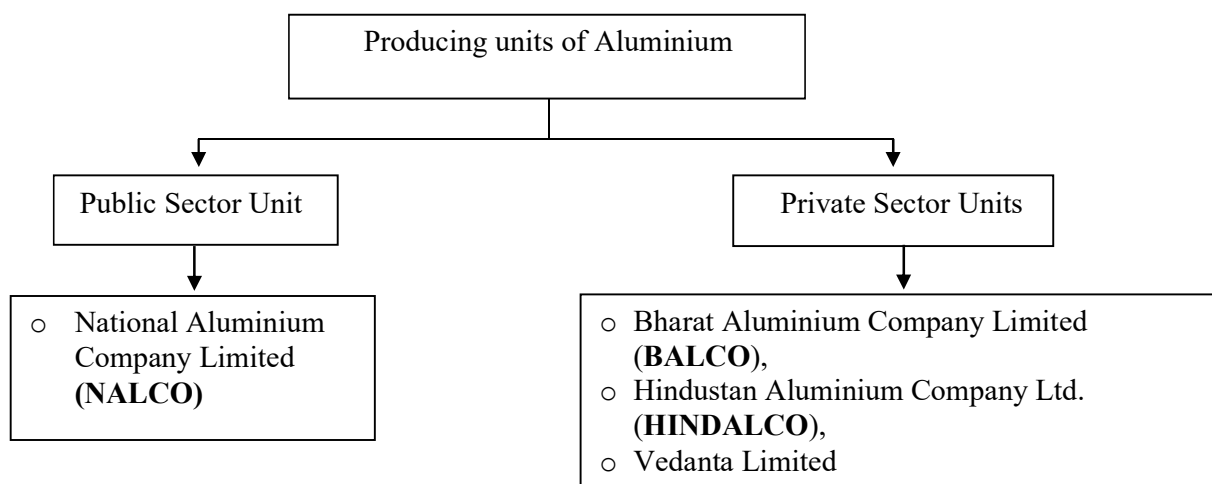 Producing units of Aluminium
Public Sector Unit
Private Sector Units
o National Aluminium
Company Limited
(NALCO)
o Bharat Aluminium Company Limited
(BALCO),
o Hindustan Aluminium Company Ltd.
(HINDALCO),
o Vedanta Limited